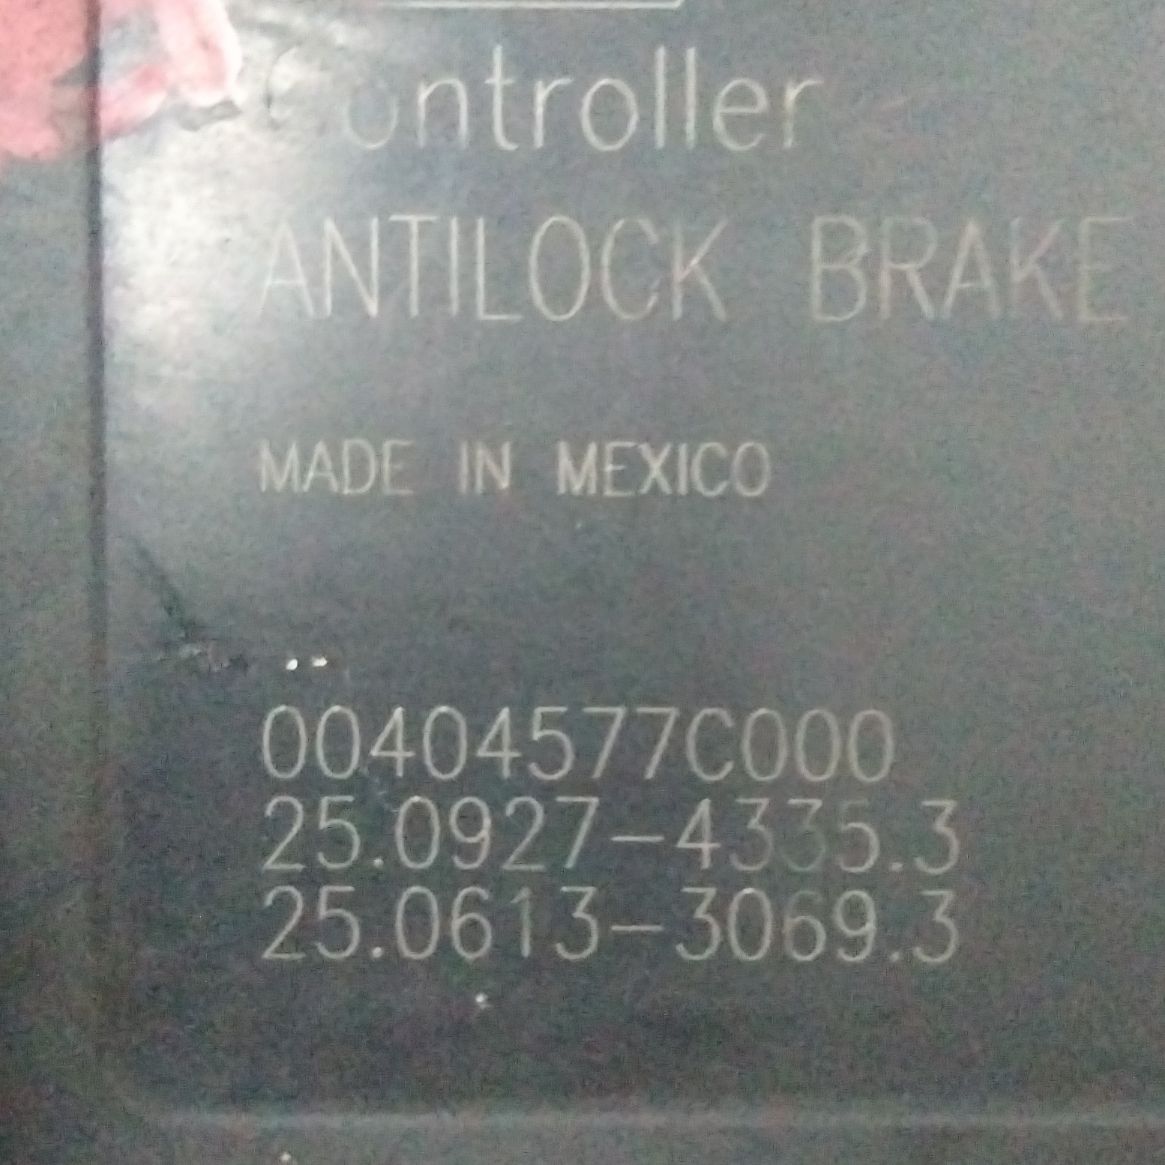 Controller
ANTILOCK BRAKE
MADE IN MEXICO
00404577C000
25.0927-4335.3
25.0613-3069.3